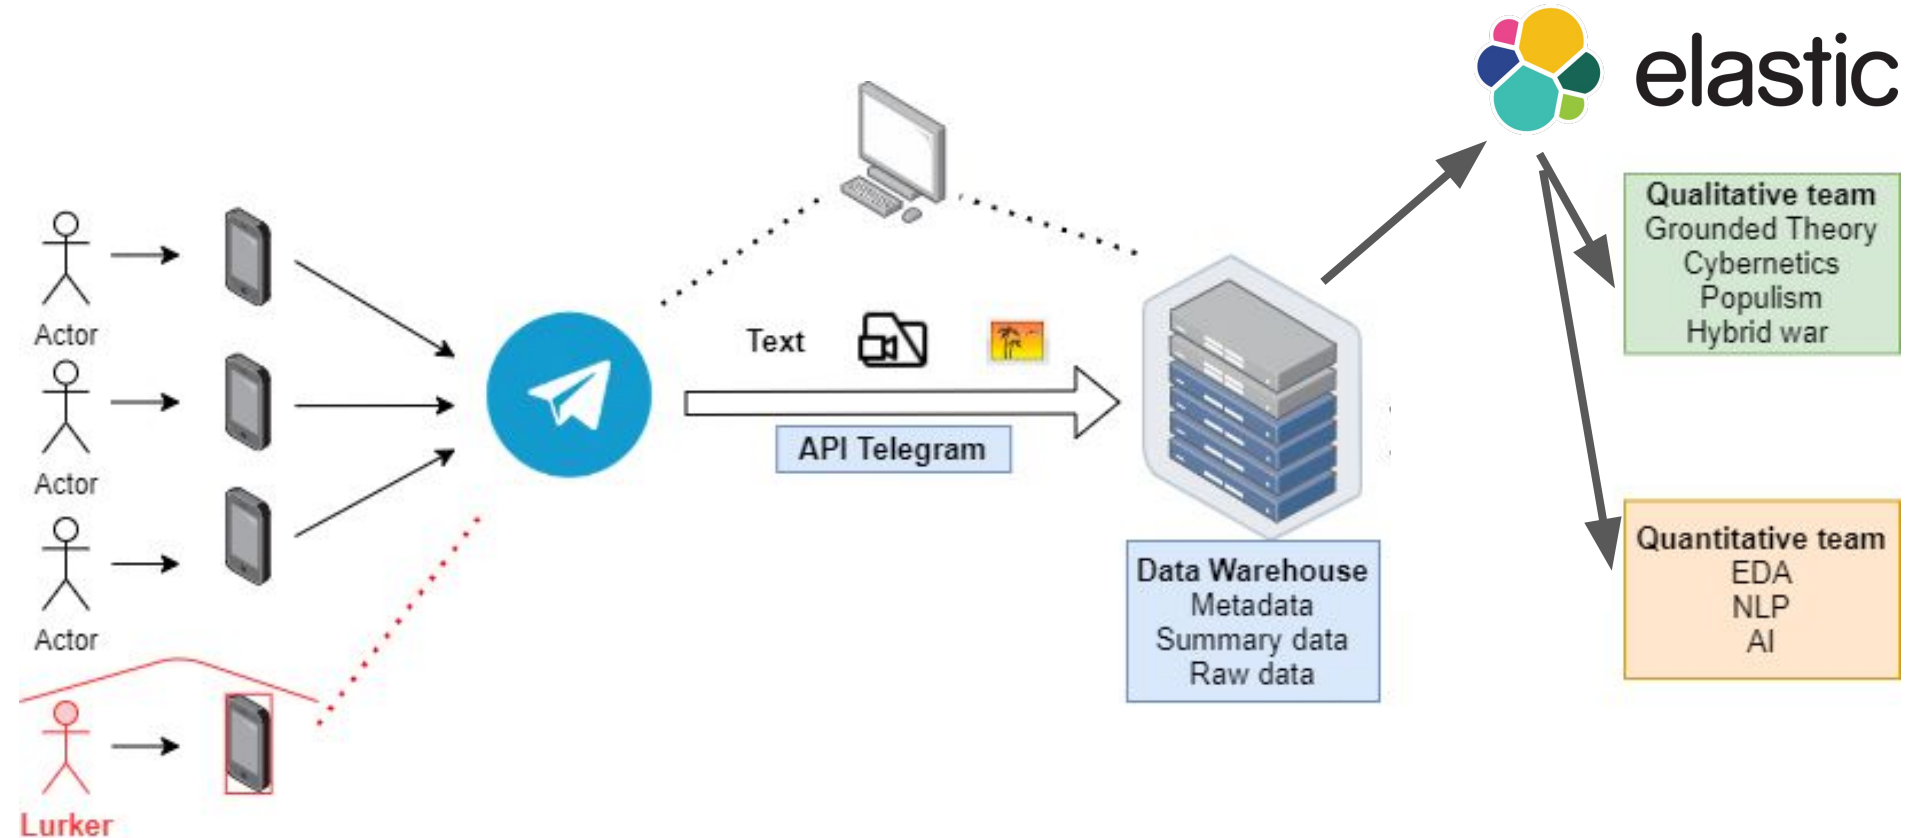 elastic
Qualitative team
Grounded Theory
Cybernetics
Populism
Hybrid war
Actor
Text
API Telegram
Actor
Quantitative team
EDA
NLP
AI
Data Warehouse
Metadata
Summary data
Raw data
Actor
Lurker